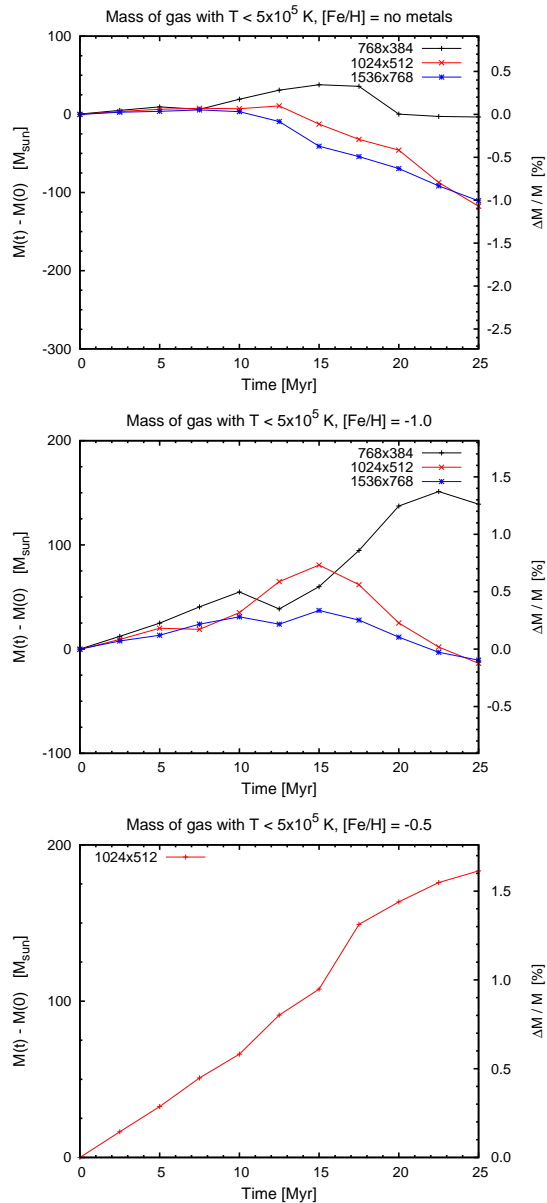 Mass of gas with T < 5x10^5 K, [Fe/H] = no metals
768x384
1024x512
1536x768
100
0
-100
-200
-300
M(t) - M(0) [M_sun]
0.5
0.0
-0.5
-1.0
-1.5
-2.0
-2.5
ΔM / M [%]
0 5 10 15 20 25
Time [Myr]
Mass of gas with T < 5x10^5 K, [Fe/H] = -1.0
768x384
1024x512
1536x768
200
100
0
-100
M(t) - M(0) [M_sun]
1.5
1.0
0.5
0.0
-0.5
ΔM / M [%]
0 5 10 15 20 25
Time [Myr]
Mass of gas with T < 5x10^5 K, [Fe/H] = -0.5
1024x512
200
100
0
M(t) - M(0) [M_sun]
1.5
1.0
0.5
0.0
ΔM / M [%]
0 5 10 15 20 25
Time [Myr]